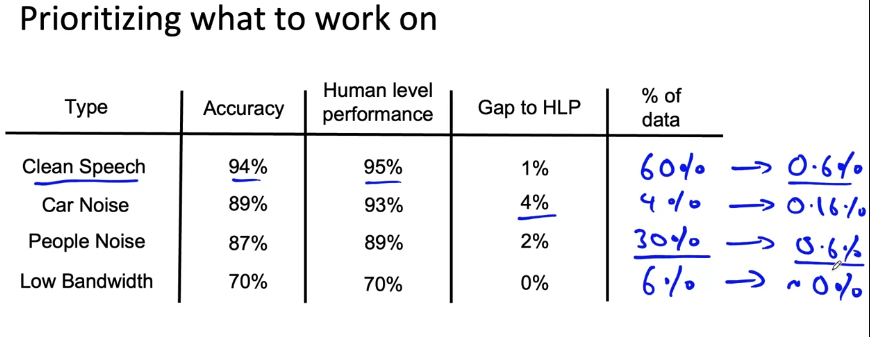 Prioritizing what to work on
Type Accuracy Human level performance Gap to HLP % of data
Clean Speech 94% 95% 1% 60% → 0.6%
Car Noise 89% 93% 4% 4% → 0.16%
People Noise 87% 89% 2% 30% → 0.6%
Low Bandwidth 70% 70% 0% 6% → ~0%